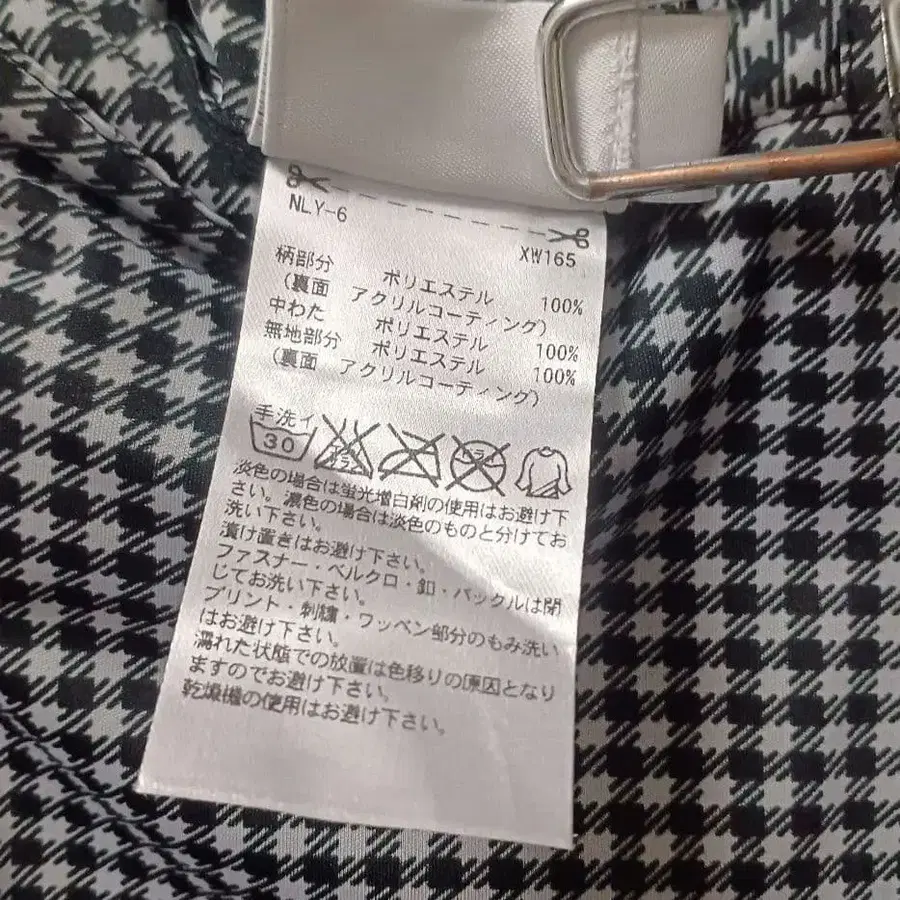 NLY-6
XW165
柄部分 ポリエステル 100%
(裏面 アクリルコーティング)
中わた ポリエステル 100%
無地部分 ポリエステル 100%
(裏面 アクリルコーティング)
手洗イ
30
淡色の場合は蛍光増白剤の使用はお避け下
さい。濃色の場合は淡色のものと分けてお
洗い下さい。
漬け置きはお避け下さい。
ファスナー・ベルクロ・釦・バックルは閉
じてお洗い下さい。
プリント・刺繍・ワッペン部分のもみ洗い
はお避け下さい。
濡れた状態での放置は色移りの原因となり
ますのでお避け下さい。
乾燥機の使用はお避け下さい。